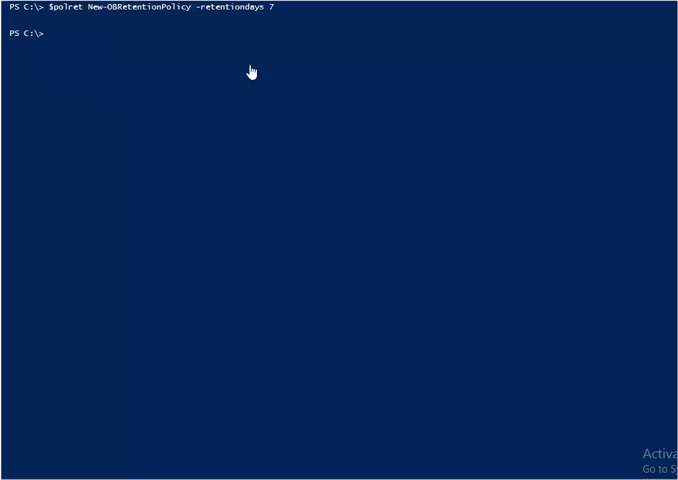 PS C:\> $polret New-OBRetentionPolicy -retentiondays 7
PS C:\>
Activa
Go to S